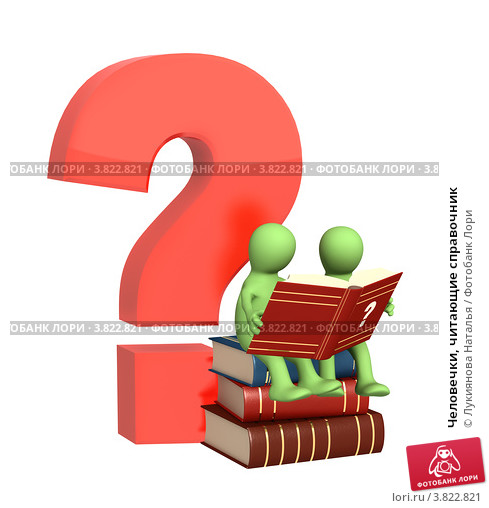 ОБАНК ЛОРИ · 3.822.821 · ФОТОБАНК ЛОРИ · 3.822.821 · ФОТОБАНК ЛОРИ · 3.8
?
ОБАНК ЛОРИ · 3.822.821 · ФОТОБАНК ЛОРИ · 3.822.821 · ФОТОБАНК ЛОРИ · 3.8
Человечки, читающие справочник
© Лукиянова Наталья / Фотобанк Лори
ФОТОБАНК ЛОРИ
lori.ru / 3.822.821